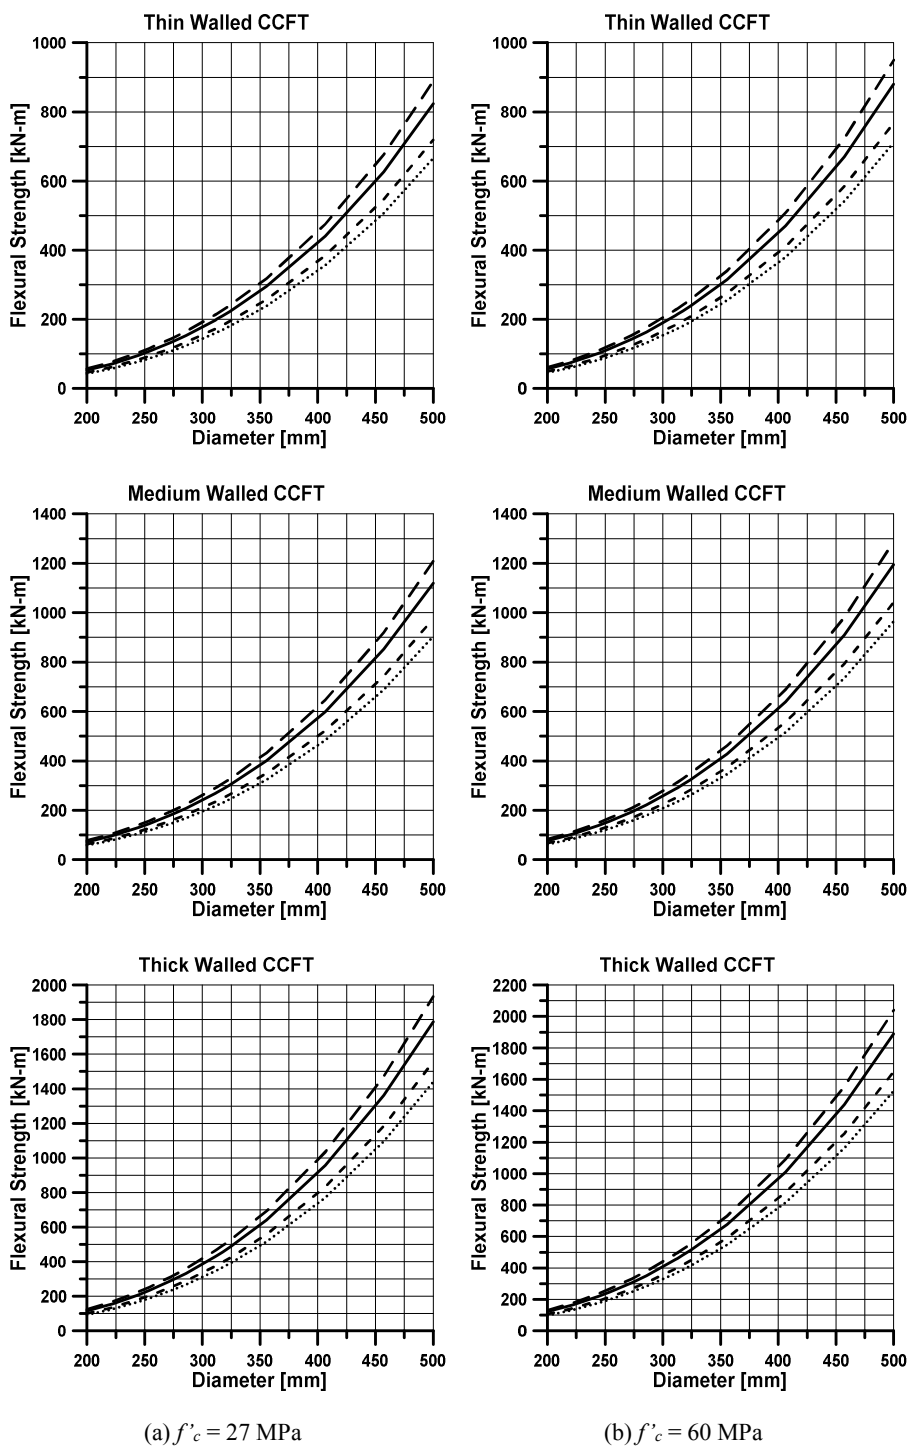 Thin Walled CCFT
1000
800
600
400
200
0
Flexural Strength [kN-m]
200 250 300 350 400 450 500
Diameter [mm]
Thin Walled CCFT
1000
800
600
400
200
0
Flexural Strength [kN-m]
200 250 300 350 400 450 500
Diameter [mm]
Medium Walled CCFT
1400
1200
1000
800
600
400
200
0
Flexural Strength [kN-m]
200 250 300 350 400 450 500
Diameter [mm]
Medium Walled CCFT
1400
1200
1000
800
600
400
200
0
Flexural Strength [kN-m]
200 250 300 350 400 450 500
Diameter [mm]
Thick Walled CCFT
2000
1800
1600
1400
1200
1000
800
600
400
200
0
Flexural Strength [kN-m]
200 250 300 350 400 450 500
Diameter [mm]
Thick Walled CCFT
2200
2000
1800
1600
1400
1200
1000
800
600
400
200
0
Flexural Strength [kN-m]
200 250 300 350 400 450 500
Diameter [mm]
(a) f'c = 27 MPa
(b) f'c = 60 MPa